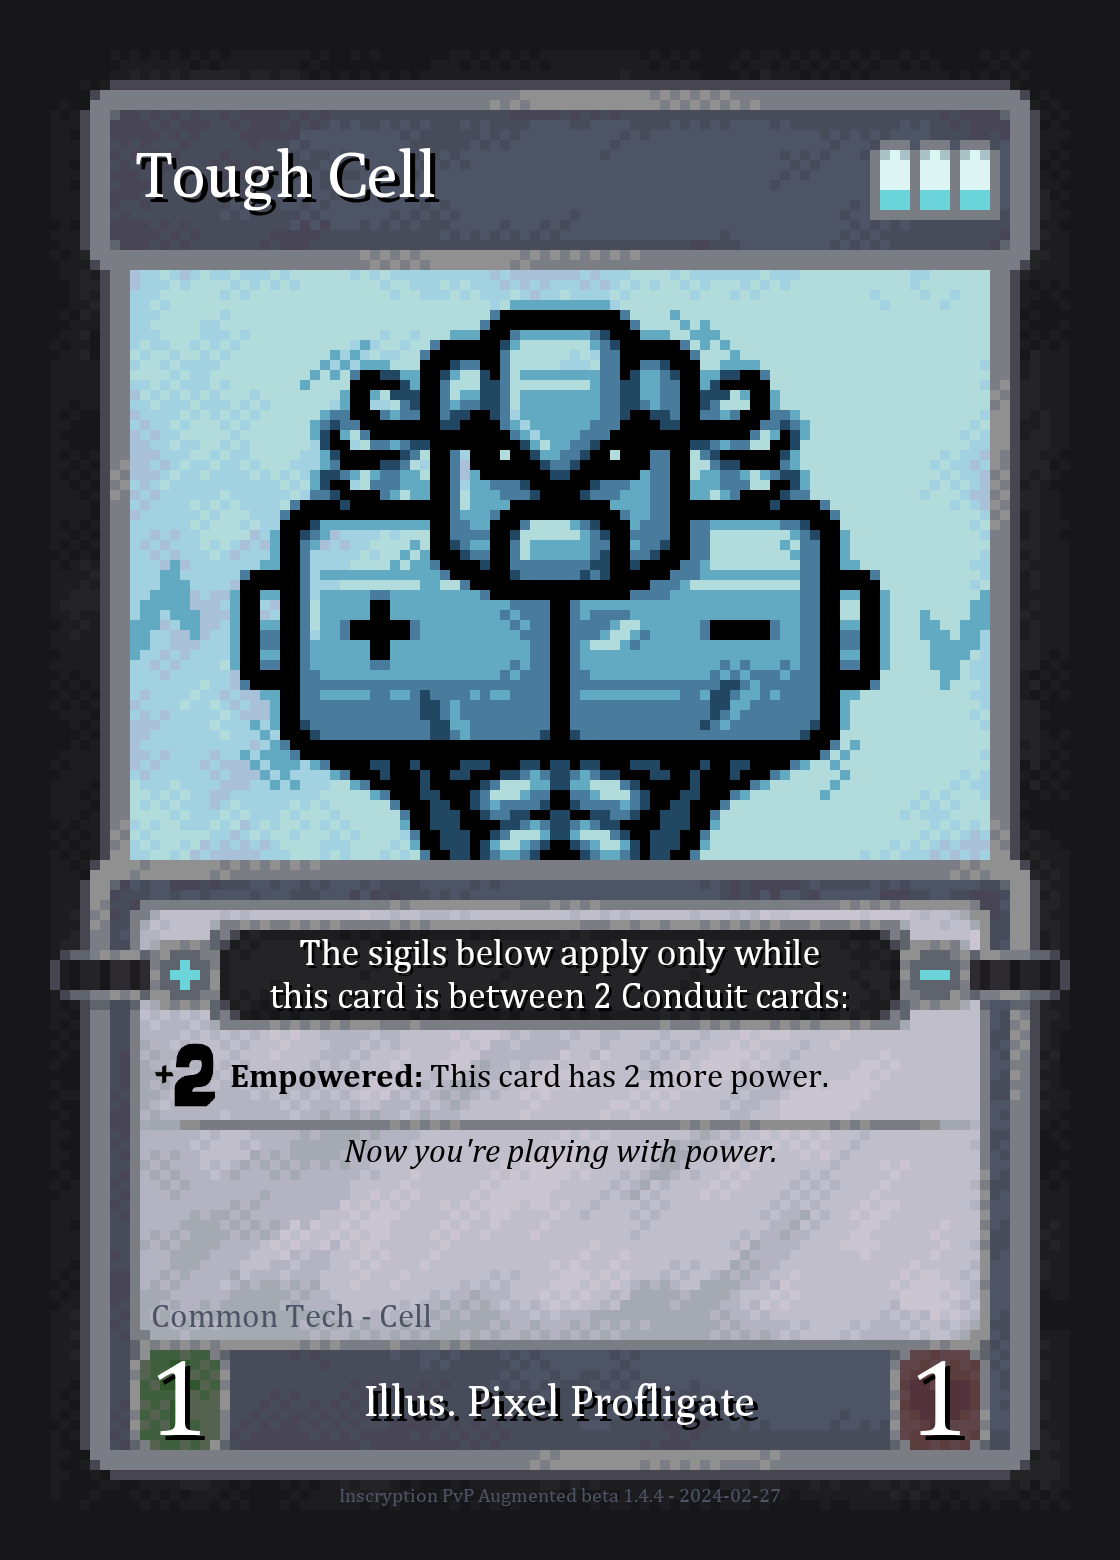 Tough Cell
The sigils below apply only while
this card is between 2 Conduit cards:
+2 Empowered: This card has 2 more power.
Now you're playing with power.
Common Tech - Cell
1 Illus. Pixel Profligate 1
Inscryption PvP Augmented beta 1.4.4 - 2024-02-27